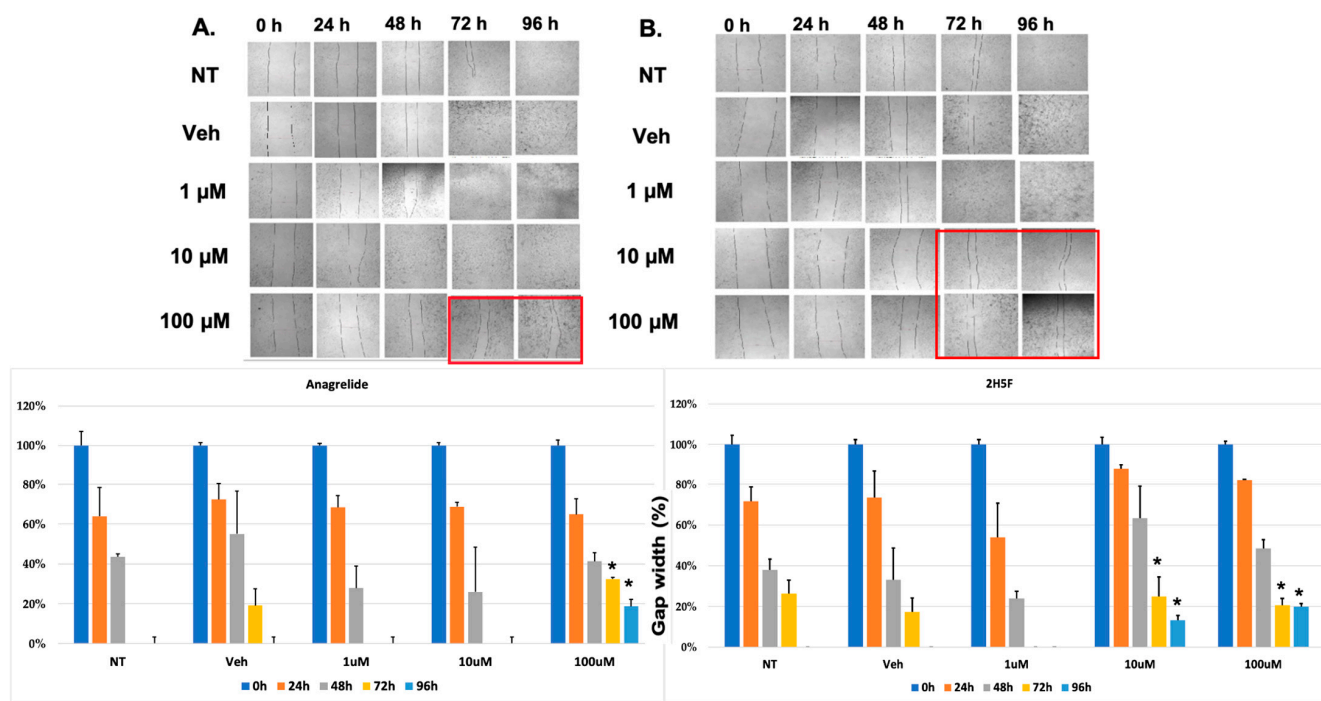 A.
0 h 24 h 48 h 72 h 96 h
NT
Veh
1 µM
10 µM
100 µM
B.
0 h 24 h 48 h 72 h 96 h
NT
Veh
1 µM
10 µM
100 µM
Anagrelide
120%
100%
80%
60%
40%
20%
0%
* *
NT Veh 1uM 10uM 100uM
0h 24h 48h 72h 96h
2H5F
Gap width (%)
120%
100%
80%
60%
40%
20%
0%
* * * *
NT Veh 1uM 10uM 100uM
0h 24h 48h 72h 96h